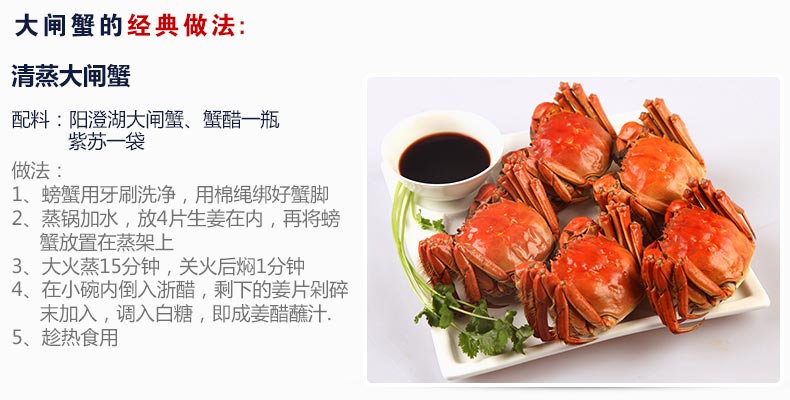 大闸蟹的经典做法:
清蒸大闸蟹
配料：阳澄湖大闸蟹、蟹醋一瓶
紫苏一袋
做法：
1、螃蟹用牙刷洗净，用棉绳绑好蟹脚
2、蒸锅加水，放4片生姜在内，再将螃
蟹放置在蒸架上
3、大火蒸15分钟，关火后焖1分钟
4、在小碗内倒入浙醋，剩下的姜片剁碎
末加入，调入白糖，即成姜醋蘸汁.
5、趁热食用